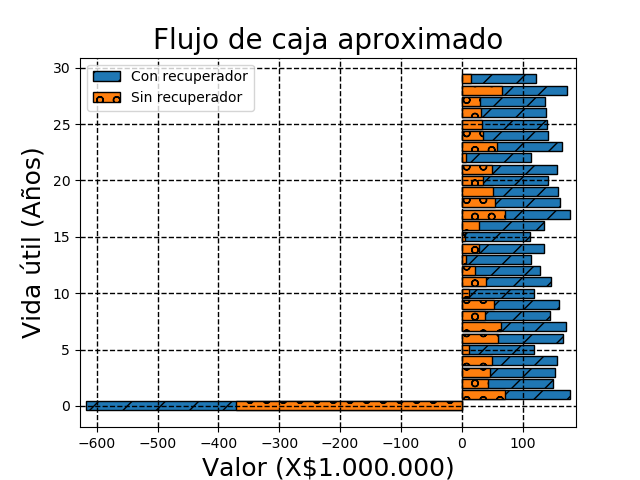 Flujo de caja aproximado
Con recuperador
Sin recuperador
30
25
20
15
10
5
0
Vida útil (Años)
−600 −500 −400 −300 −200 −100 0 100
Valor (X$1.000.000)